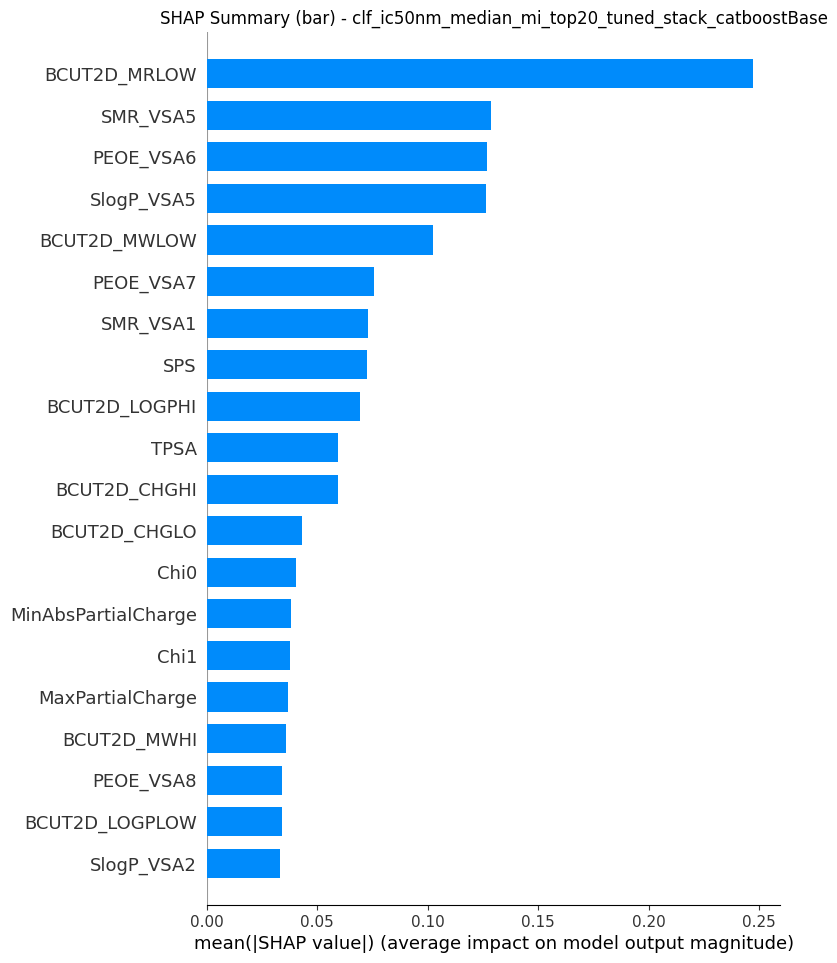 SHAP Summary (bar) - clf_ic50nm_median_mi_top20_tuned_stack_catboostBase
BCUT2D_MRLOW
SMR_VSA5
PEOE_VSA6
SlogP_VSA5
BCUT2D_MWLOW
PEOE_VSA7
SMR_VSA1
SPS
BCUT2D_LOGPHI
TPSA
BCUT2D_CHGHI
BCUT2D_CHGLO
Chi0
MinAbsPartialCharge
Chi1
MaxPartialCharge
BCUT2D_MWHI
PEOE_VSA8
BCUT2D_LOGPLOW
SlogP_VSA2
0.00 0.05 0.10 0.15 0.20 0.25
mean(|SHAP value|) (average impact on model output magnitude)